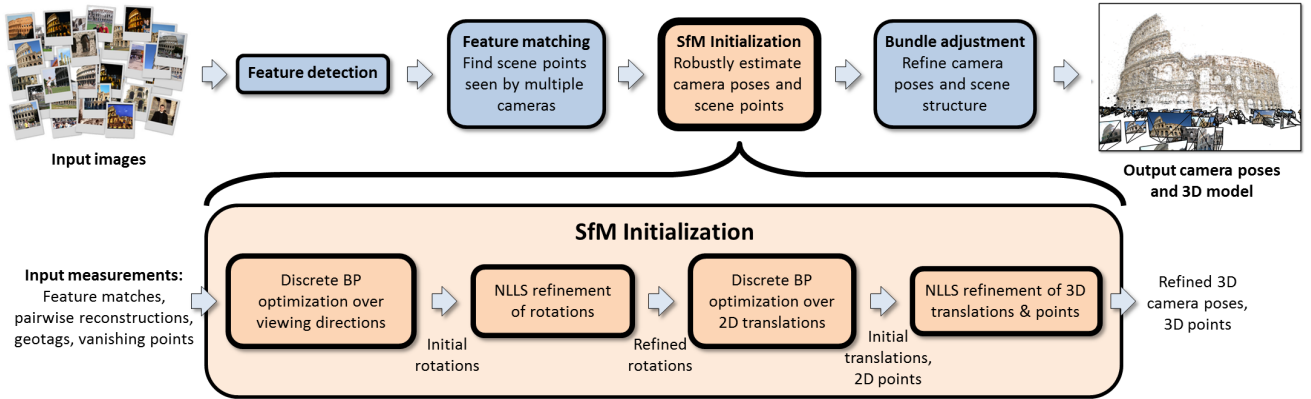 Input images
Feature detection
Feature matching
Find scene points
seen by multiple
cameras
SfM Initialization
Robustly estimate
camera poses and
scene points
Bundle adjustment
Refine camera
poses and scene
structure
Output camera poses
and 3D model
SfM Initialization
Input measurements:
Feature matches,
pairwise reconstructions,
geotags, vanishing points
Discrete BP
optimization over
viewing directions
Initial
rotations
NLLS refinement
of rotations
Refined
rotations
Discrete BP
optimization over
2D translations
Initial
translations,
2D points
NLLS refinement of 3D
translations & points
Refined 3D
camera poses,
3D points